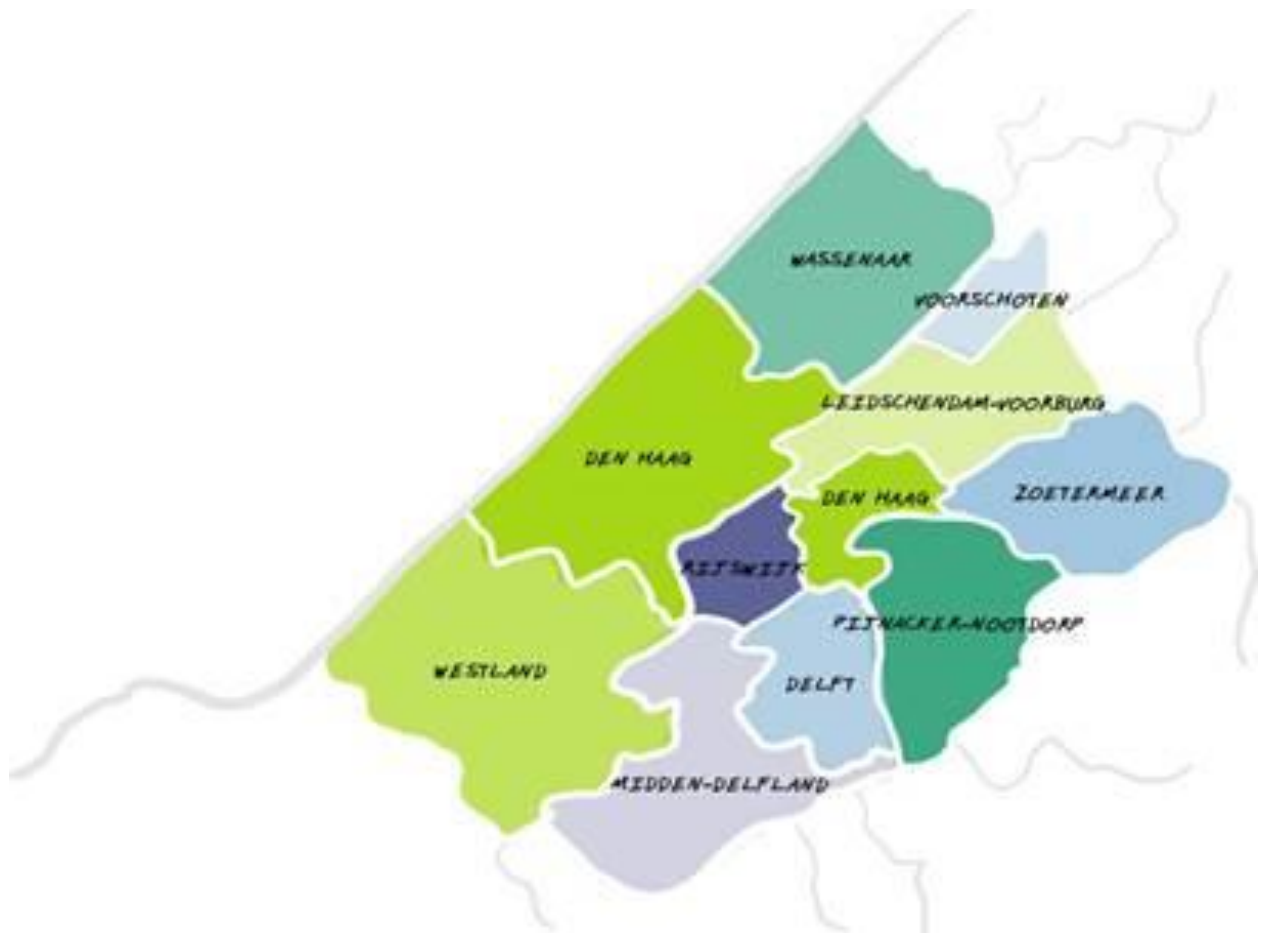 WASSENAAR
VOORSCHOTEN
LEIDSCHENDAM-VOORBURG
DEN HAAG
DEN HAAG
ZOETERMEER
RIJSWIJK
PIJNACKER-NOOTDORP
WESTLAND
DELFT
MIDDEN-DELFLAND